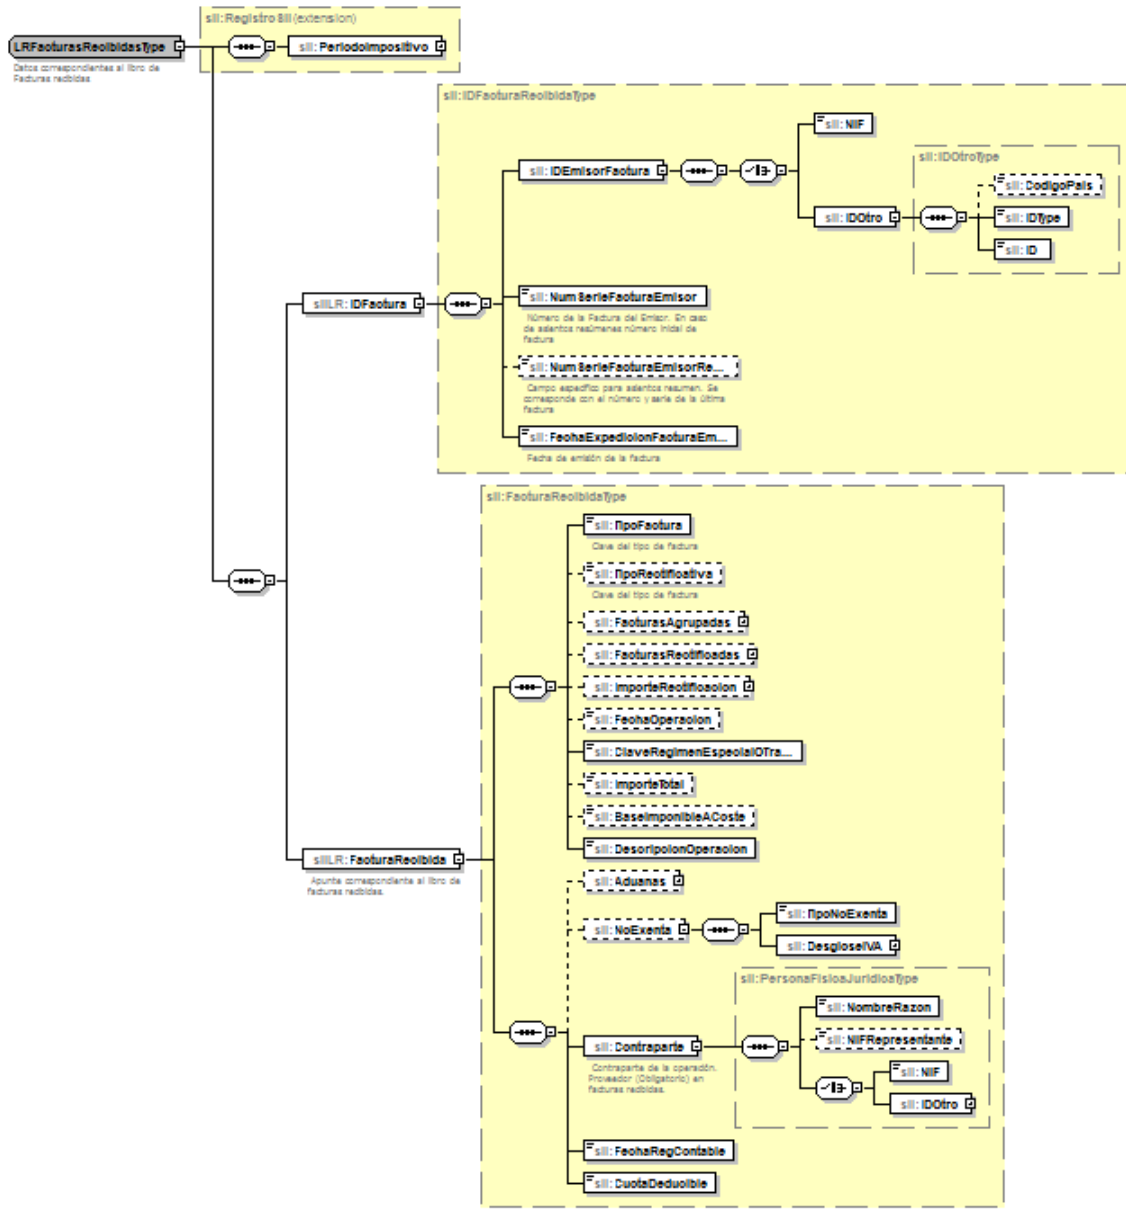 sii:RegistroSii (extension)
LRFacturasRecibidasType
sii: PeriodoImpositivo
Datos correspondientes al libro de
Facturas recibidas
sii:IDFacturaRecibidaType
sii: NIF
sii:IDOtroType
sii: IDEmisorFactura
sii: CodigoPais
sii: IDOtro
sii: IDType
sii: ID
siiLR: IDFactura
sii: NumSerieFacturaEmisor
Número de la Factura del Emisor. En caso
de asientos resúmenes número inicial de
factura
sii: NumSerieFacturaEmisorRe...
Campo específico para asientos resumen. Se
corresponde con el número y serie de la última
factura
sii: FechaExpedicionFacturaEm...
Fecha de emisión de la factura
sii:FacturaRecibidaType
sii: TipoFactura
Clave del tipo de factura
sii: TipoRectificativa
Clave del tipo de factura
sii: FacturasAgrupadas
sii: FacturasRectificadas
sii: ImporteRectificacion
sii: FechaOperacion
sii: ClaveRegimenEspecialOTra...
sii: ImporteTotal
sii: BaseImponibleACoste
sii: DescripcionOperacion
siiLR: FacturaRecibida
Apunte correspondiente al libro de
facturas recibidas.
sii: Aduanas
sii: NoExenta
sii: TipoNoExenta
sii: DesgloseIVA
sii:PersonaFisicaJuridicaType
sii: NombreRazon
sii: Contraparte
sii: NIFRepresentante
Contraparte de la operación.
Proveedor (Obligatorio) en
facturas recibidas.
sii: NIF
sii: IDOtro
sii: FechaRegContable
sii: CuotaDeducible